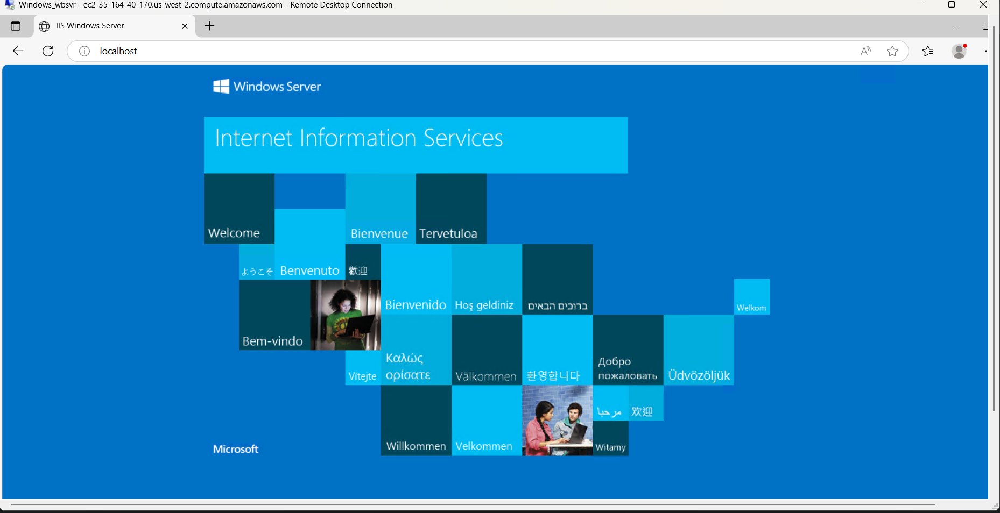 Windows_wbsvr - ec2-35-164-40-170.us-west-2.compute.amazonaws.com - Remote Desktop Connection
IIS Windows Server
localhost
Windows Server
Internet Information Services
Welcome
Bienvenue
Tervetuloa
ようこそ
Benvenuto
歡迎
Bienvenido
Hoş geldiniz
ברוכים הבאים
Welkom
Bem-vindo
Vítejte
Καλώς
ορίσατε
Välkommen
환영합니다
Добро
пожаловать
Üdvözöljük
مرحبا
欢迎
Willkommen
Velkommen
Witamy
Microsoft